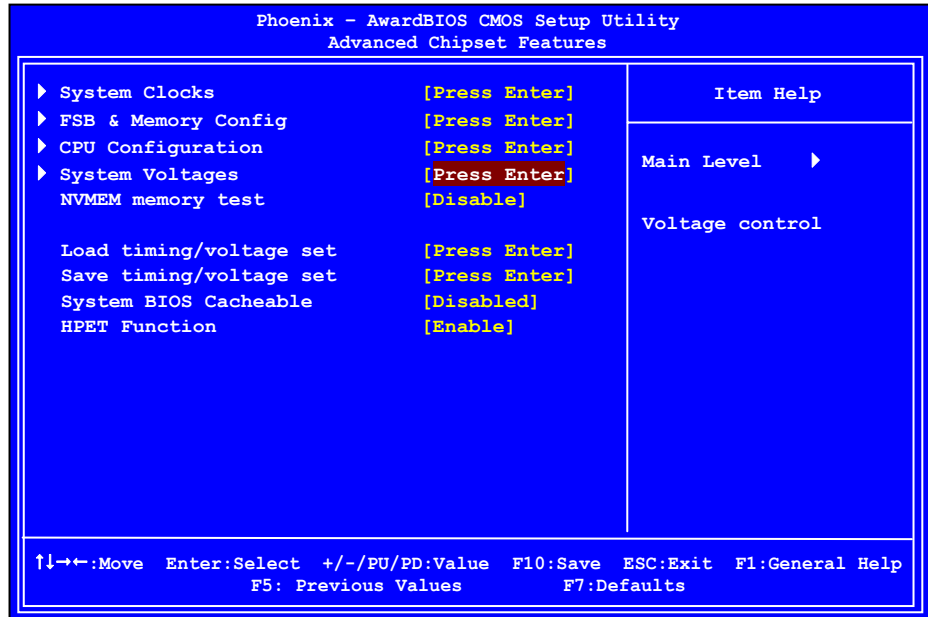 Phoenix – AwardBIOS CMOS Setup Utility
Advanced Chipset Features
System Clocks [Press Enter]
FSB & Memory Config [Press Enter]
CPU Configuration [Press Enter]
System Voltages [Press Enter]
NVMEM memory test [Disable]
Load timing/voltage set [Press Enter]
Save timing/voltage set [Press Enter]
System BIOS Cacheable [Disabled]
HPET Function [Enable]
Item Help
Main Level
Voltage control
↑↓→←:Move Enter:Select +/-/PU/PD:Value F10:Save ESC:Exit F1:General Help
F5: Previous Values F7:Defaults